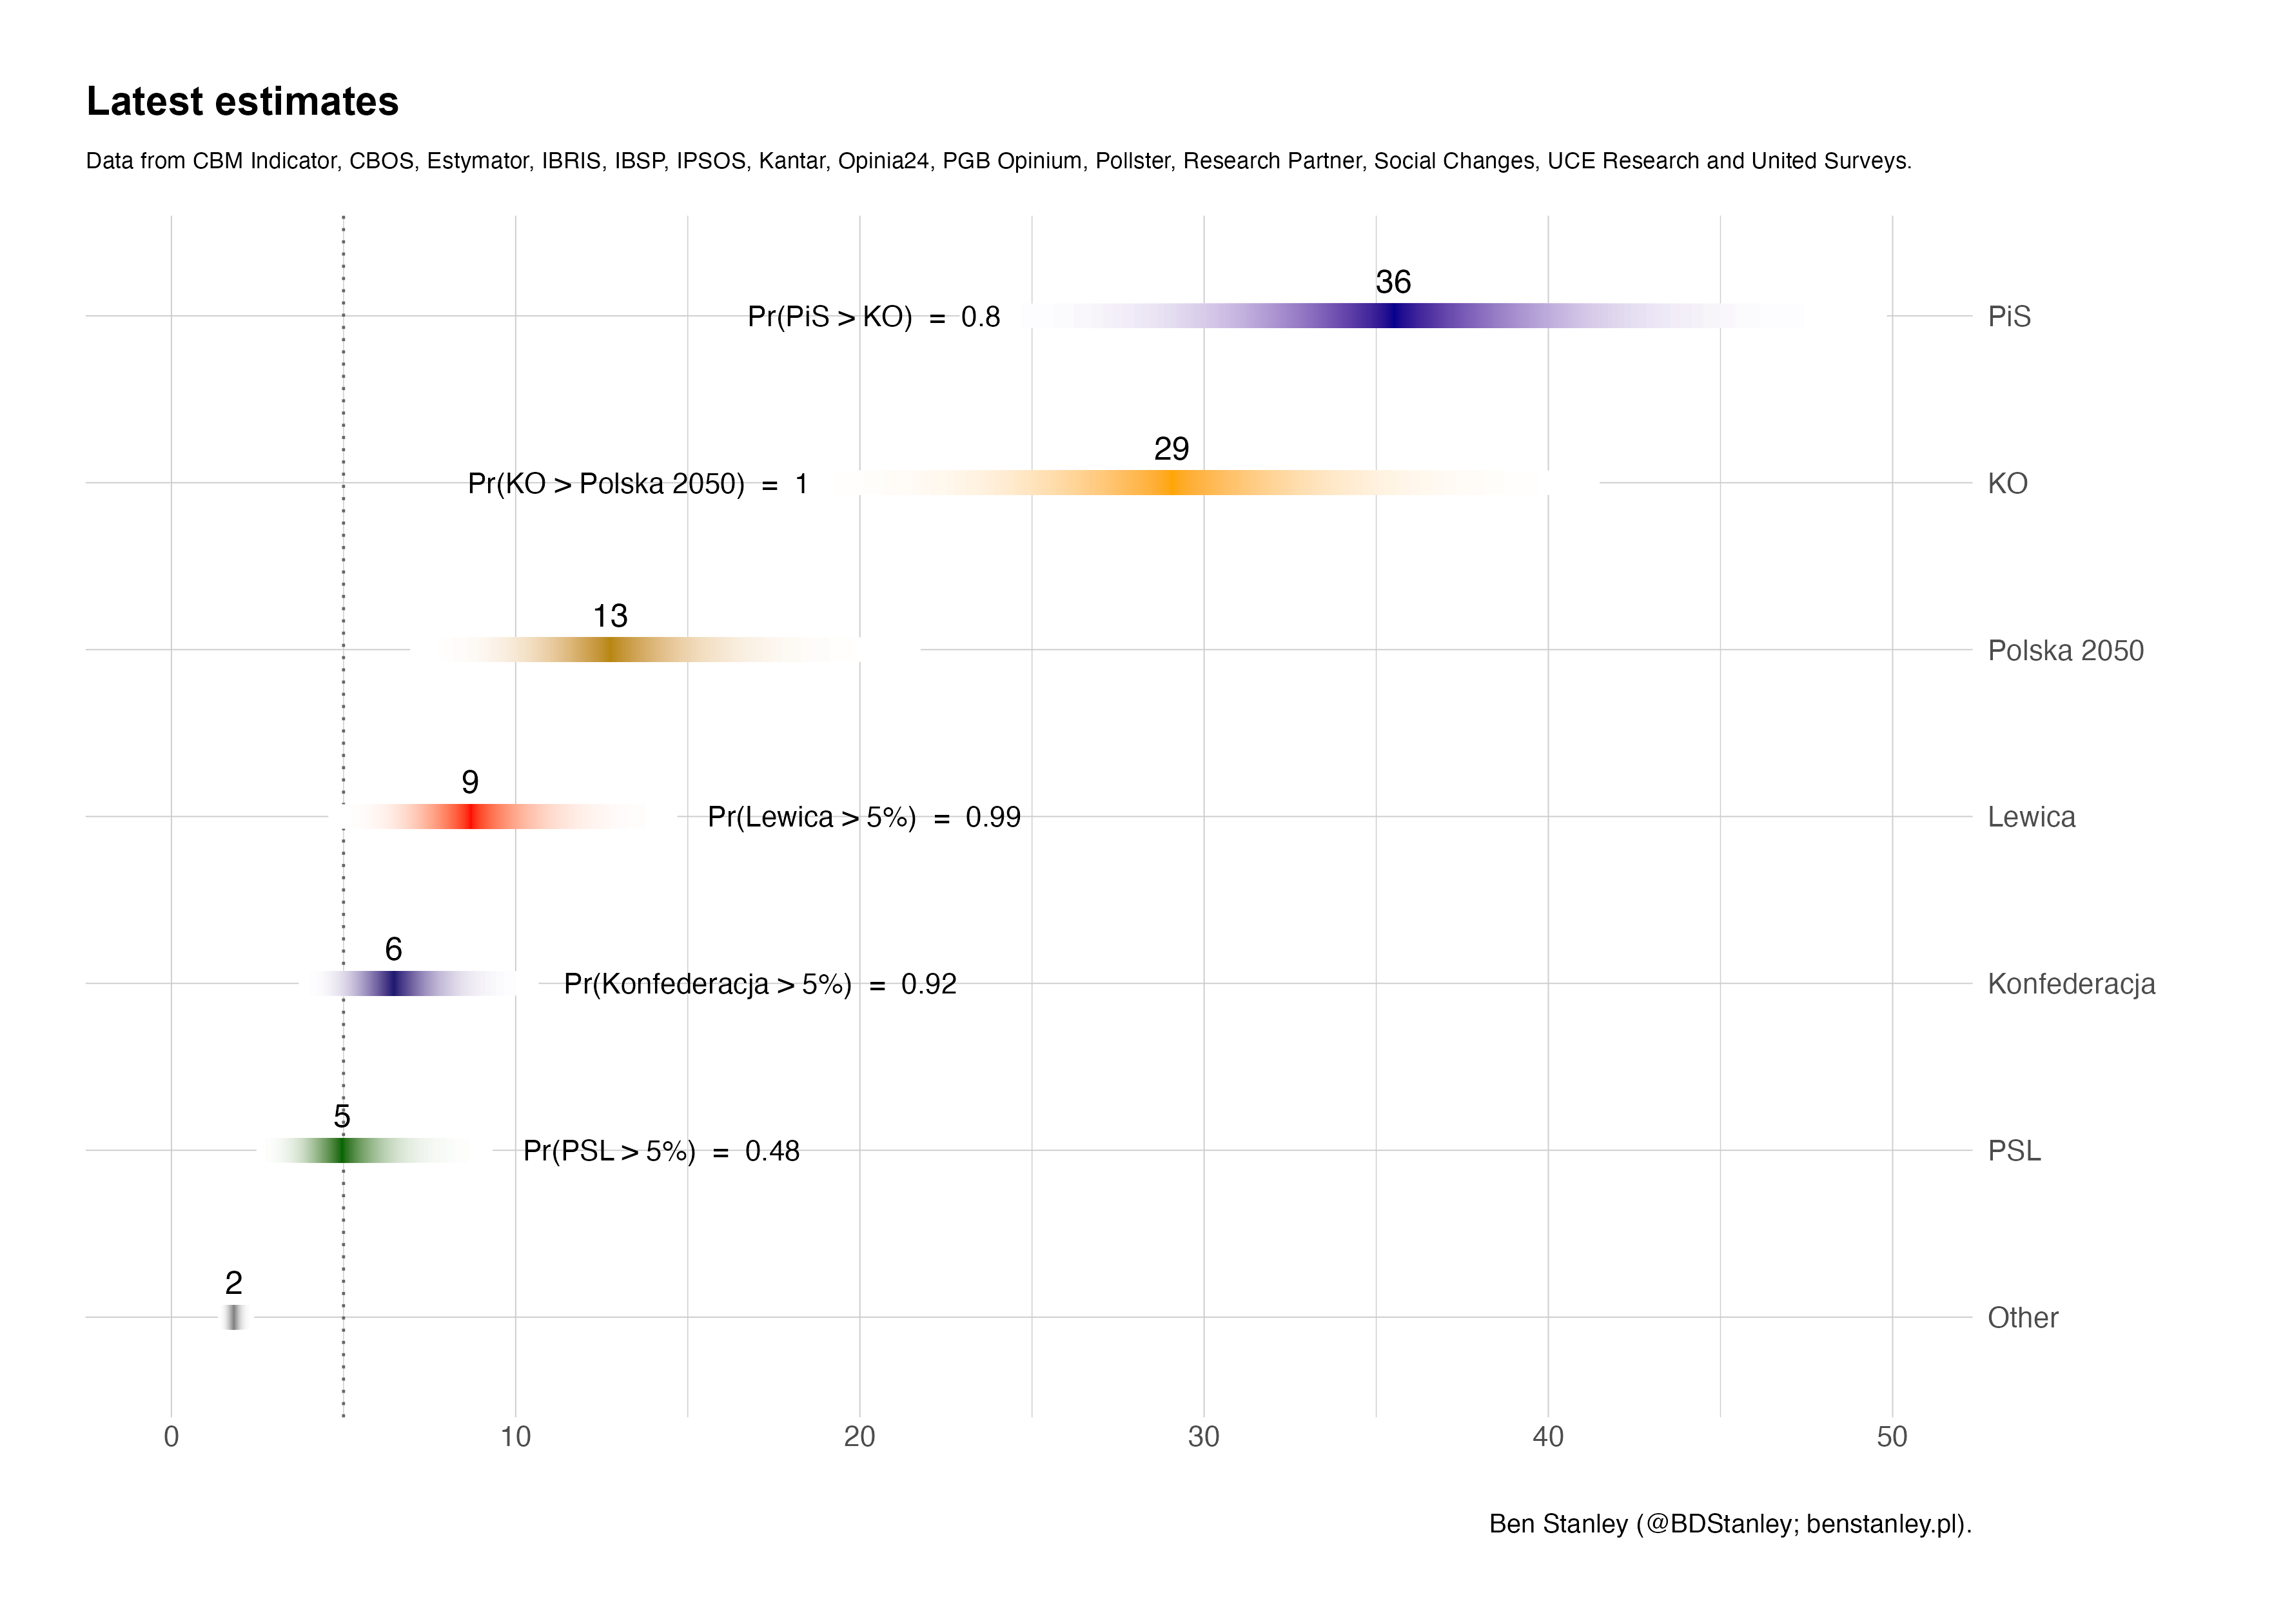 Latest estimates
Data from CBM Indicator, CBOS, Estymator, IBRIS, IBSP, IPSOS, Kantar, Opinia24, PGB Opinium, Pollster, Research Partner, Social Changes, UCE Research and United Surveys.
36
Pr(PiS > KO) = 0.8
PiS
29
Pr(KO > Polska 2050) = 1
KO
13
Polska 2050
9
Pr(Lewica > 5%) = 0.99
Lewica
6
Pr(Konfederacja > 5%) = 0.92
Konfederacja
5
Pr(PSL > 5%) = 0.48
PSL
2
Other
0 10 20 30 40 50
Ben Stanley (@BDStanley; benstanley.pl).